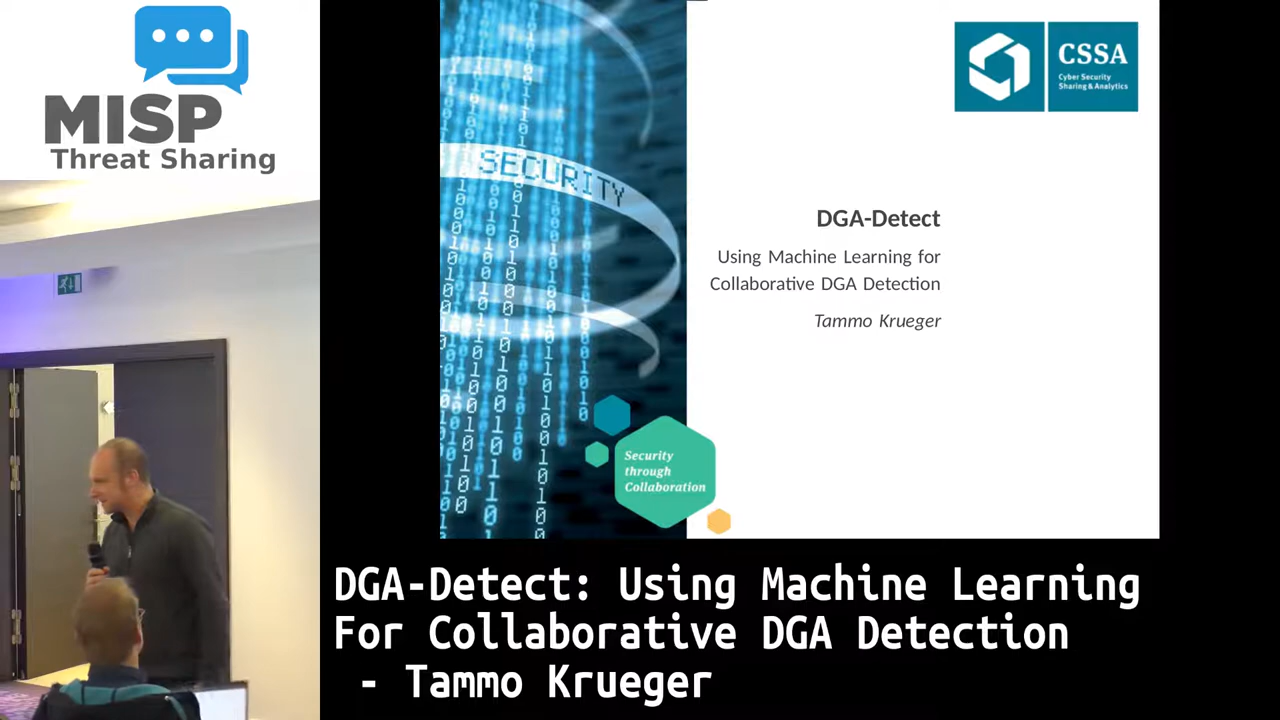 MISP
Threat Sharing
SECURITY
CSSA
Cyber Security
Sharing & Analytics
DGA-Detect
Using Machine Learning for
Collaborative DGA Detection
Tammo Krueger
Security
through
Collaboration
DGA-Detect: Using Machine Learning
For Collaborative DGA Detection
- Tammo Krueger